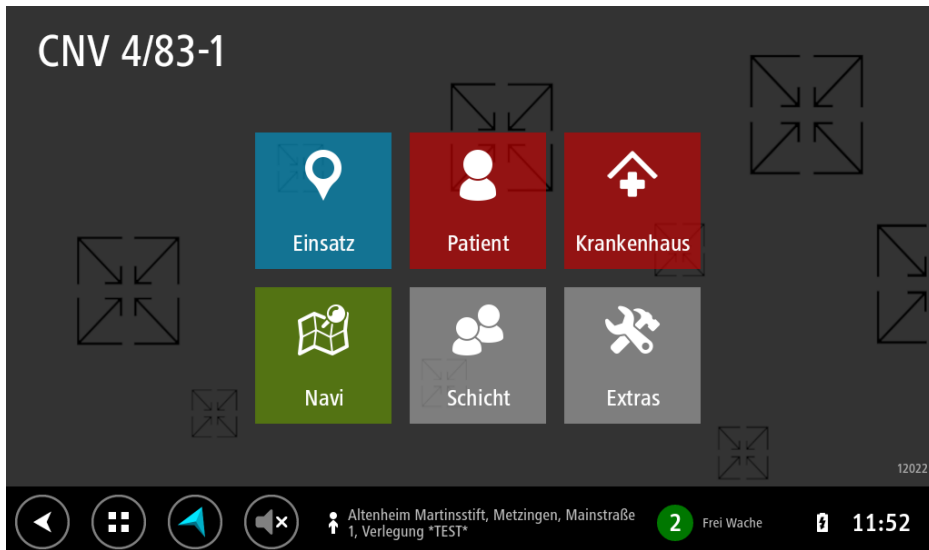 CNV 4/83-1
Einsatz
Patient
Krankenhaus
Navi
Schicht
Extras
12022
Altenheim Martinsstift, Metzingen, Mainstraße
1, Verlegung *TEST*
2
Frei Wache
11:52